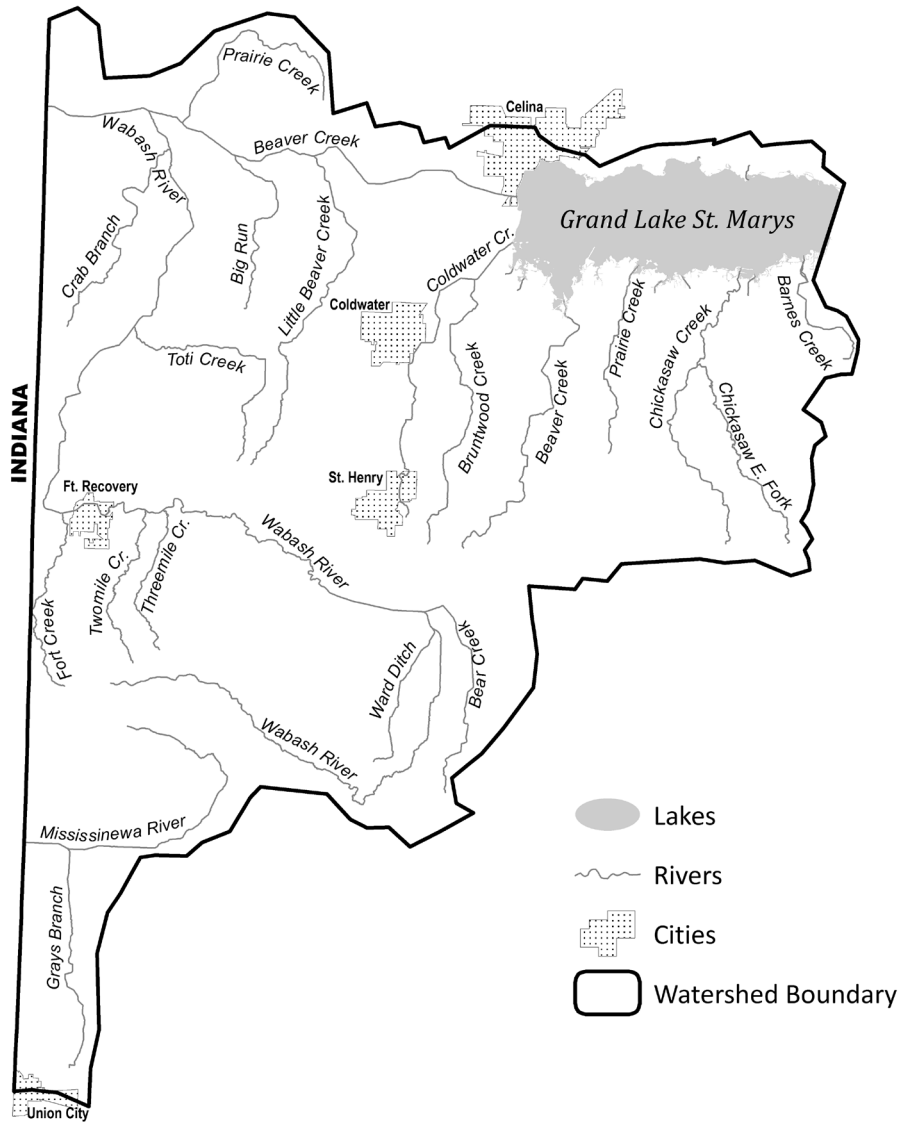 Prairie Creek
Celina
Wabash River
Beaver Creek
Grand Lake St. Marys
Crab Branch
Big Run
Little Beaver Creek
Coldwater Cr.
Coldwater
Prairie Creek
Barnes Creek
Chickasaw Creek
Toti Creek
Bruntwood Creek
Beaver Creek
Chickasaw E. Fork
INDIANA
Ft. Recovery
St. Henry
Wabash River
Twomile Cr.
Threemile Cr.
Fort Creek
Ward Ditch
Bear Creek
Wabash River
Mississinewa River
Grays Branch
Union City
Lakes
Rivers
Cities
Watershed Boundary